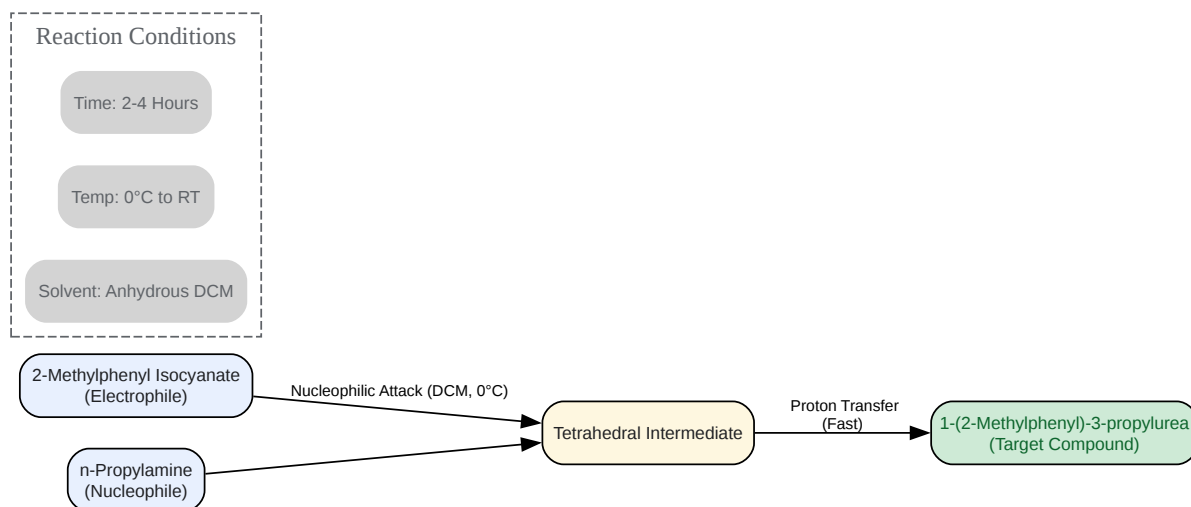 Reaction Conditions
Time: 2-4 Hours
Temp: 0°C to RT
Solvent: Anhydrous DCM
2-Methylphenyl Isocyanate
(Electrophile)
Nucleophilic Attack (DCM, 0°C)
n-Propylamine
(Nucleophile)
Tetrahedral Intermediate
Proton Transfer
(Fast)
1-(2-Methylphenyl)-3-propylurea
(Target Compound)